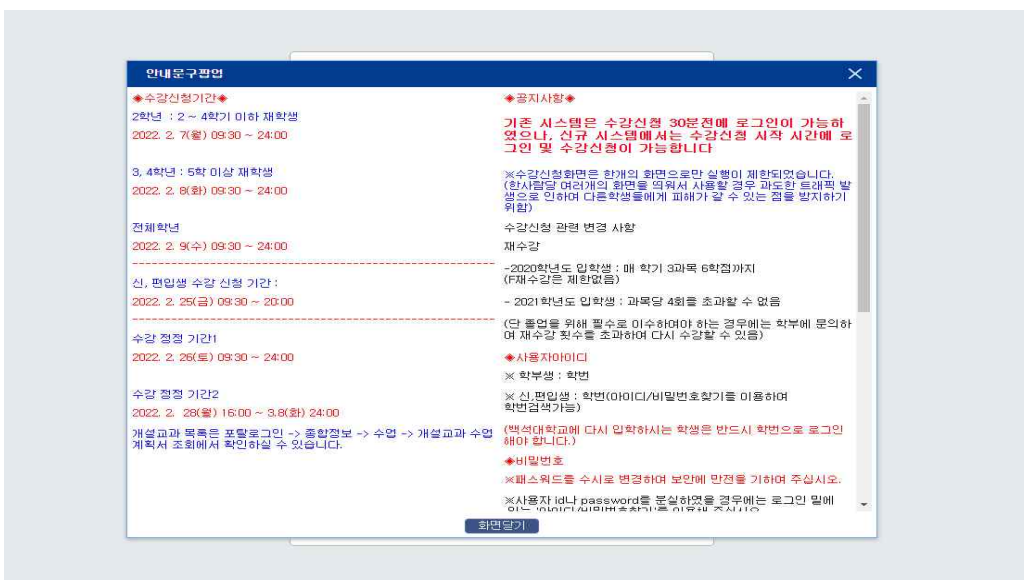 안내문구팝업
◈수강신청기간◈
2학년 : 2 ~ 4학기 이하 재학생
2022. 2. 7(월) 09:30 ~ 24:00
3, 4학년 : 5학 이상 재학생
2022. 2. 8(화) 09:30 ~ 24:00
전체학년
2022. 2. 9(수) 09:30 ~ 24:00
신, 편입생 수강 신청 기간 :
2022. 2. 25(금) 09:30 ~ 20:00
수강 정정 기간1
2022. 2. 26(토) 09:30 ~ 24:00
수강 정정 기간2
2022. 2. 28(월) 16:00 ~ 3.8(화) 24:00
개설교과 목록은 포탈로그인 -> 종합정보 -> 수업 -> 개설교과 수업
계획서 조회에서 확인하실 수 있습니다.
◈공지사항◈
기존 시스템은 수강신청 30분전에 로그인이 가능하
였으나, 신규 시스템에서는 수강신청 시작 시간에 로
그인 및 수강신청이 가능합니다
※수강신청화면은 한개의 화면으로만 실행이 제한되었습니다.
(한사람당 여러개의 화면을 띄워서 사용할 경우 과도한 트래픽 발
생으로 인하여 다른학생들에게 피해가 갈 수 있는 점을 방지하기
위함)
수강신청 관련 변경 사항
재수강
-2020학년도 입학생 : 매 학기 3과목 6학점까지
(F재수강은 제한없음)
- 2021학년도 입학생 : 과목당 4회를 초과할 수 없음
(단 졸업을 위해 필수로 이수하여야 하는 경우에는 학부에 문의하
여 재수강 횟수를 초과하여 다시 수강할 수 있음)
◈사용자아이디
※ 학부생 : 학번
※ 신,편입생 : 학번(아이디/비밀번호찾기를 이용하여
학번검색가능)
(백석대학교에 다시 입학하시는 학생은 반드시 학번으로 로그인
해야 합니다.)
◈비밀번호
※패스워드를 수시로 변경하여 보안에 만전을 기하여 주십시오.
※사용자 id나 password를 분실하였을 경우에는 로그인 밑에
있는 '아이디/비밀번호찾기'를 이용해 주십시오
화면닫기